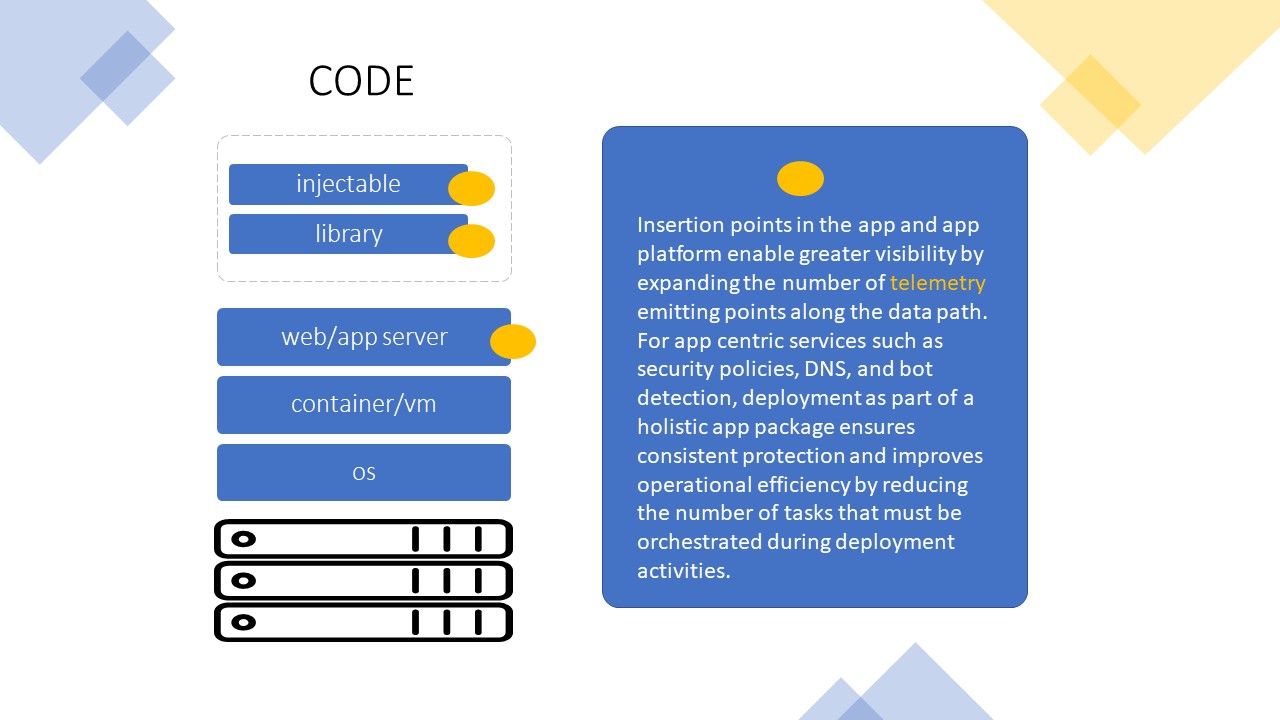 CODE
injectable
library
web/app server
container/vm
os
Insertion points in the app and app
platform enable greater visibility by
expanding the number of telemetry
emitting points along the data path.
For app centric services such as
security policies, DNS, and bot
detection, deployment as part of a
holistic app package ensures
consistent protection and improves
operational efficiency by reducing
the number of tasks that must be
orchestrated during deployment
activities.